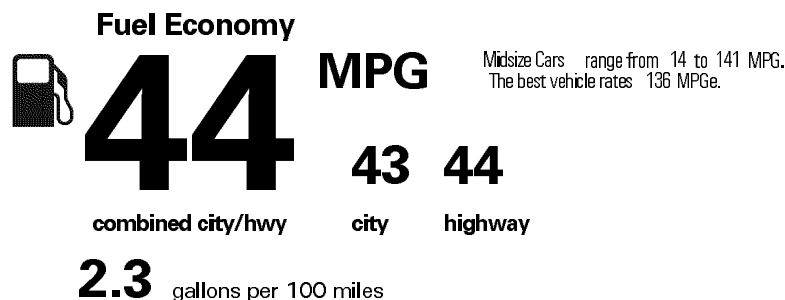 Fuel Economy
44 MPG
Midsize Cars range from 14 to 141 MPG.
The best vehicle rates 136 MPGe.
43 44
combined city/hwy city highway
2.3 gallons per 100 miles